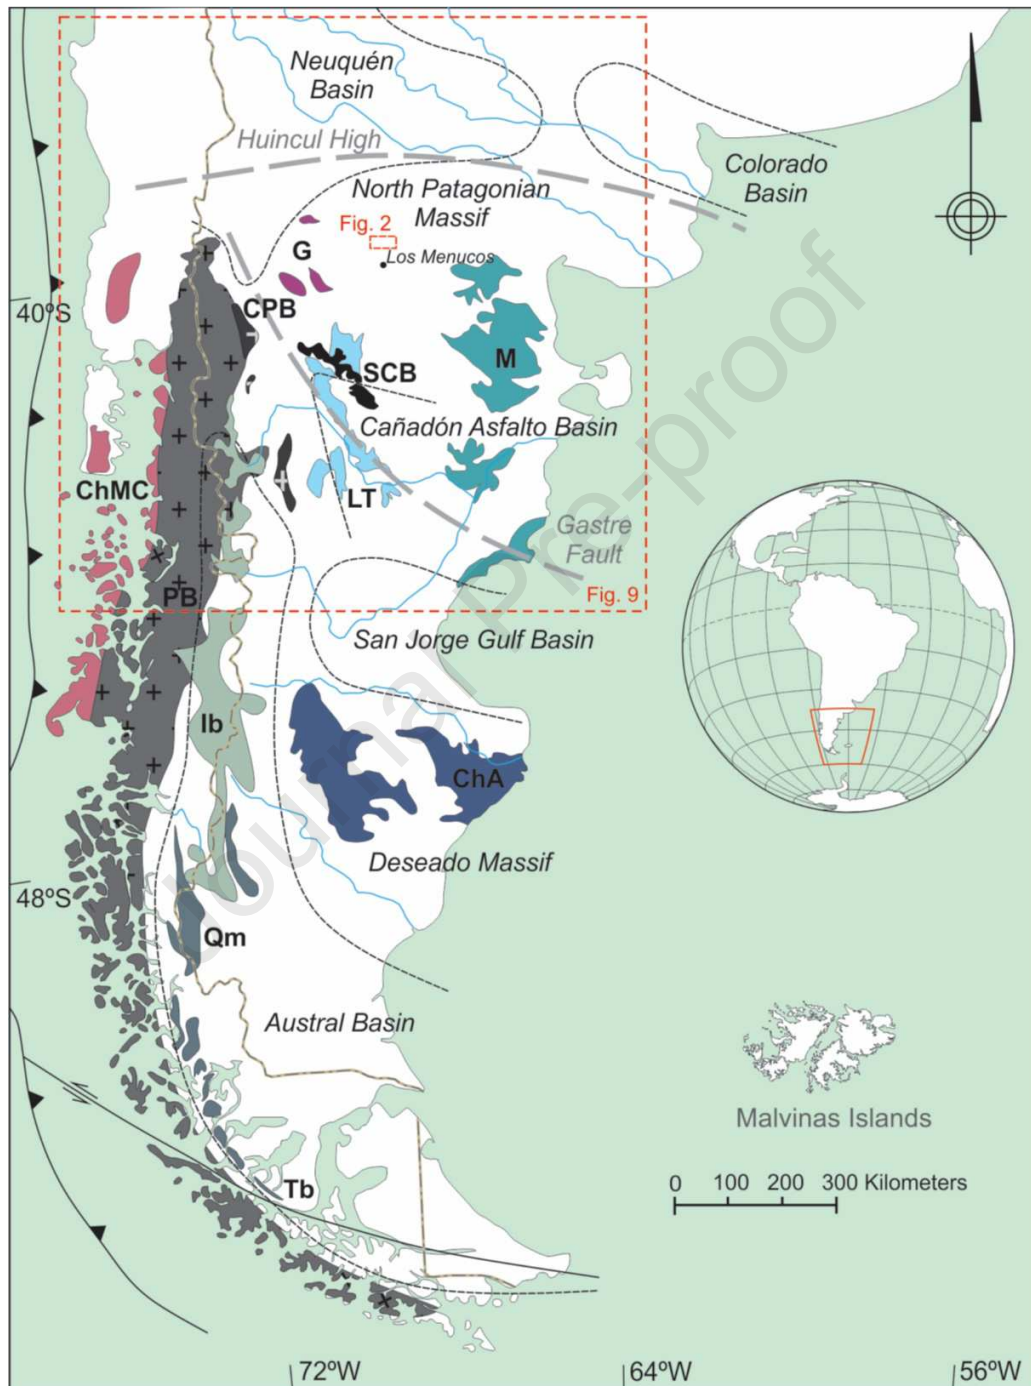 Neuquén
Basin
Huincul High
Colorado
Basin
North Patagonian
Massif
Fig. 2
G
Los Menucos
40ºS
CPB
M
SCB
Cañadón Asfalto Basin
ChMC
LT
Gastre
Fault
PB
Fig. 9
San Jorge Gulf Basin
Ib
ChA
Deseado Massif
48ºS
Qm
Austral Basin
Malvinas Islands
Tb
0 100 200 300 Kilometers
72ºW
64ºW
56ºW
Journal Pre-proof